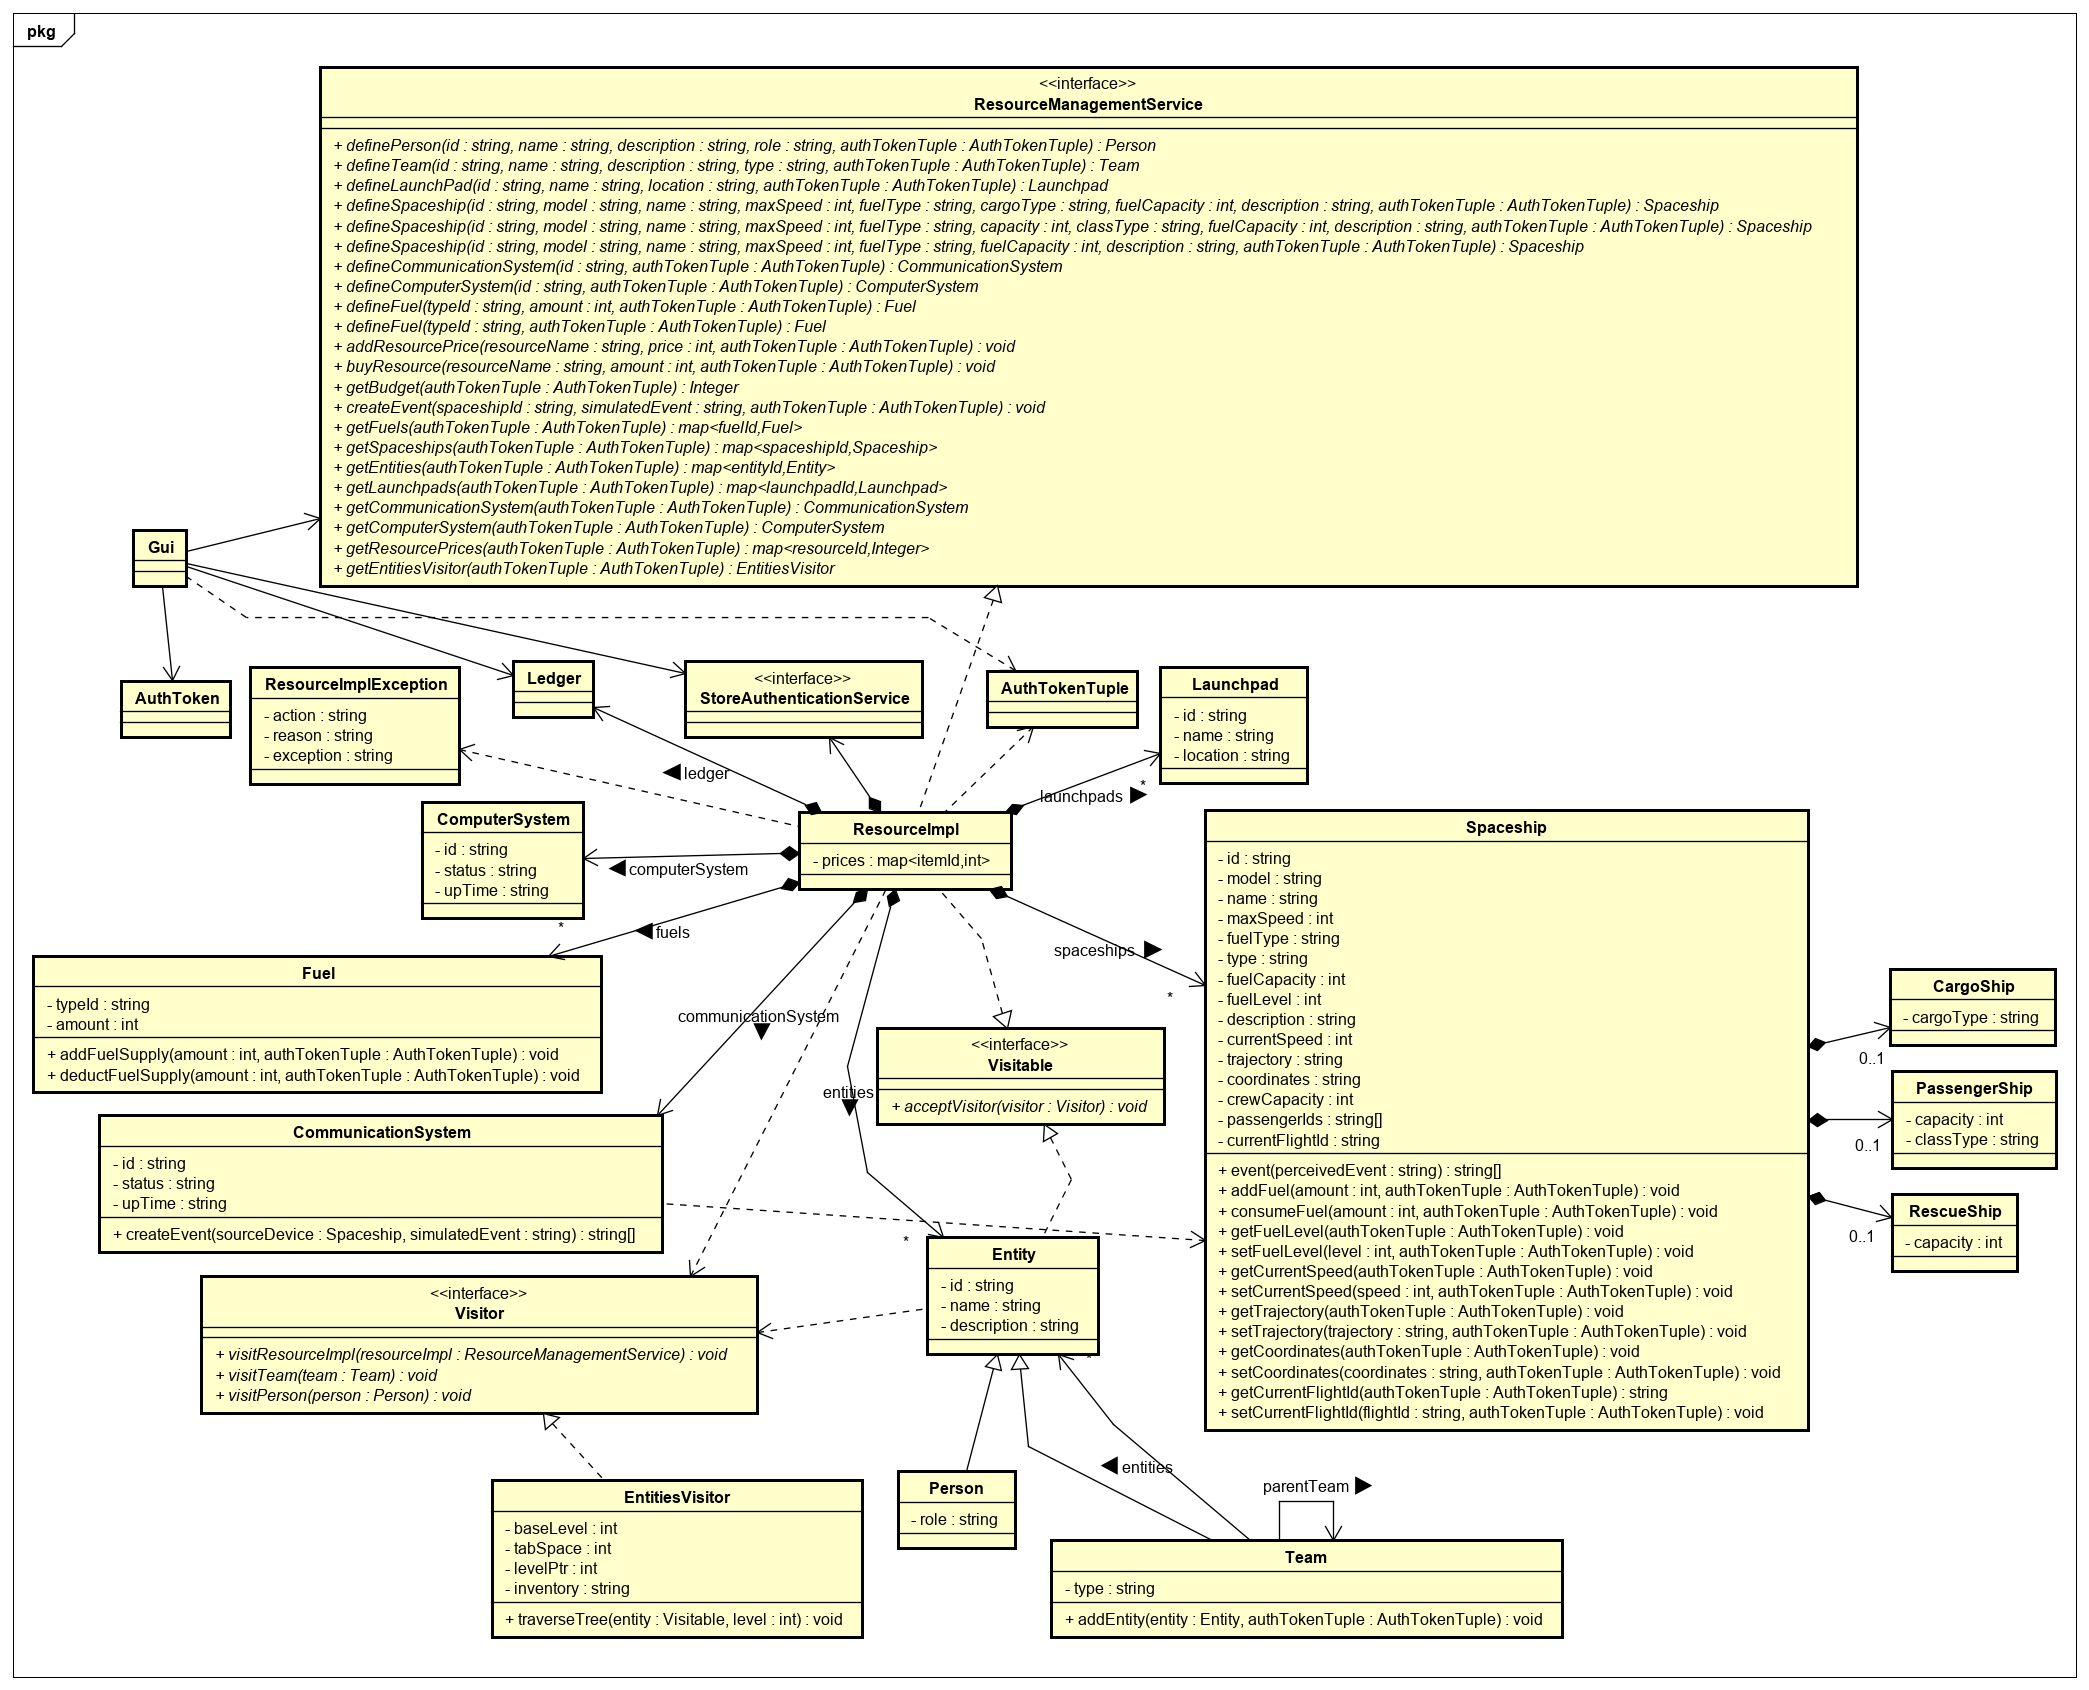 pkg
<<interface>>
ResourceManagementService
+ definePerson(id : string, name : string, description : string, role : string, authTokenTuple : AuthTokenTuple) : Person
+ defineTeam(id : string, name : string, description : string, type : string, authTokenTuple : AuthTokenTuple) : Team
+ defineLaunchPad(id : string, name : string, location : string, authTokenTuple : AuthTokenTuple) : Launchpad
+ defineSpaceship(id : string, model : string, name : string, maxSpeed : int, fuelType : string, cargoType : string, fuelCapacity : int, description : string, authTokenTuple : AuthTokenTuple) : Spaceship
+ defineSpaceship(id : string, model : string, name : string, maxSpeed : int, fuelType : string, capacity : int, classType : string, fuelCapacity : int, description : string, authTokenTuple : AuthTokenTuple) : Spaceship
+ defineSpaceship(id : string, model : string, name : string, maxSpeed : int, fuelType : string, fuelCapacity : int, description : string, authTokenTuple : AuthTokenTuple) : Spaceship
+ defineCommunicationSystem(id : string, authTokenTuple : AuthTokenTuple) : CommunicationSystem
+ defineComputerSystem(id : string, authTokenTuple : AuthTokenTuple) : ComputerSystem
+ defineFuel(typeId : string, amount : int, authTokenTuple : AuthTokenTuple) : Fuel
+ defineFuel(typeId : string, authTokenTuple : AuthTokenTuple) : Fuel
+ addResourcePrice(resourceName : string, price : int, authTokenTuple : AuthTokenTuple) : void
+ buyResource(resourceName : string, amount : int, authTokenTuple : AuthTokenTuple) : void
+ getBudget(authTokenTuple : AuthTokenTuple) : Integer
+ createEvent(spaceshipId : string, simulatedEvent : string, authTokenTuple : AuthTokenTuple) : void
+ getFuels(authTokenTuple : AuthTokenTuple) : map<fuelId,Fuel>
+ getSpaceships(authTokenTuple : AuthTokenTuple) : map<spaceshipId,Spaceship>
+ getEntities(authTokenTuple : AuthTokenTuple) : map<entityId,Entity>
+ getLaunchpads(authTokenTuple : AuthTokenTuple) : map<launchpadId,Launchpad>
+ getCommunicationSystem(authTokenTuple : AuthTokenTuple) : CommunicationSystem
+ getComputerSystem(authTokenTuple : AuthTokenTuple) : ComputerSystem
+ getResourcePrices(authTokenTuple : AuthTokenTuple) : map<resourceId,Integer>
+ getEntitiesVisitor(authTokenTuple : AuthTokenTuple) : EntitiesVisitor
Gui
AuthToken
ResourceImplException
- action : string
- reason : string
- exception : string
Ledger
<<interface>>
StoreAuthenticationService
AuthTokenTuple
Launchpad
- id : string
- name : string
- location : string
ledger
*
launchpads
ComputerSystem
- id : string
- status : string
- upTime : string
computerSystem
ResourceImpl
- prices : map<itemId,int>
*
fuels
spaceships
*
Fuel
- typeId : string
- amount : int
+ addFuelSupply(amount : int, authTokenTuple : AuthTokenTuple) : void
+ deductFuelSupply(amount : int, authTokenTuple : AuthTokenTuple) : void
communicationSystem
entities
*
<<interface>>
Visitable
+ acceptVisitor(visitor : Visitor) : void
Spaceship
- id : string
- model : string
- name : string
- maxSpeed : int
- fuelType : string
- type : string
- fuelCapacity : int
- fuelLevel : int
- description : string
- currentSpeed : int
- trajectory : string
- coordinates : string
- crewCapacity : int
- passengerIds : string[]
- currentFlightId : string
+ event(perceivedEvent : string) : string[]
+ addFuel(amount : int, authTokenTuple : AuthTokenTuple) : void
+ consumeFuel(amount : int, authTokenTuple : AuthTokenTuple) : void
+ getFuelLevel(authTokenTuple : AuthTokenTuple) : void
+ setFuelLevel(level : int, authTokenTuple : AuthTokenTuple) : void
+ getCurrentSpeed(authTokenTuple : AuthTokenTuple) : void
+ setCurrentSpeed(speed : int, authTokenTuple : AuthTokenTuple) : void
+ getTrajectory(authTokenTuple : AuthTokenTuple) : void
+ setTrajectory(trajectory : string, authTokenTuple : AuthTokenTuple) : void
+ getCoordinates(authTokenTuple : AuthTokenTuple) : void
+ setCoordinates(coordinates : string, authTokenTuple : AuthTokenTuple) : void
+ getCurrentFlightId(authTokenTuple : AuthTokenTuple) : string
+ setCurrentFlightId(flightId : string, authTokenTuple : AuthTokenTuple) : void
CargoShip
- cargoType : string
0..1
PassengerShip
- capacity : int
- classType : string
0..1
RescueShip
- capacity : int
0..1
CommunicationSystem
- id : string
- status : string
- upTime : string
+ createEvent(sourceDevice : Spaceship, simulatedEvent : string) : string[]
<<interface>>
Visitor
+ visitResourceImpl(resourceImpl : ResourceManagementService) : void
+ visitTeam(team : Team) : void
+ visitPerson(person : Person) : void
Entity
- id : string
- name : string
- description : string
*
EntitiesVisitor
- baseLevel : int
- tabSpace : int
- levelPtr : int
- inventory : string
+ traverseTree(entity : Visitable, level : int) : void
Person
- role : string
entities
parentTeam
Team
- type : string
+ addEntity(entity : Entity, authTokenTuple : AuthTokenTuple) : void